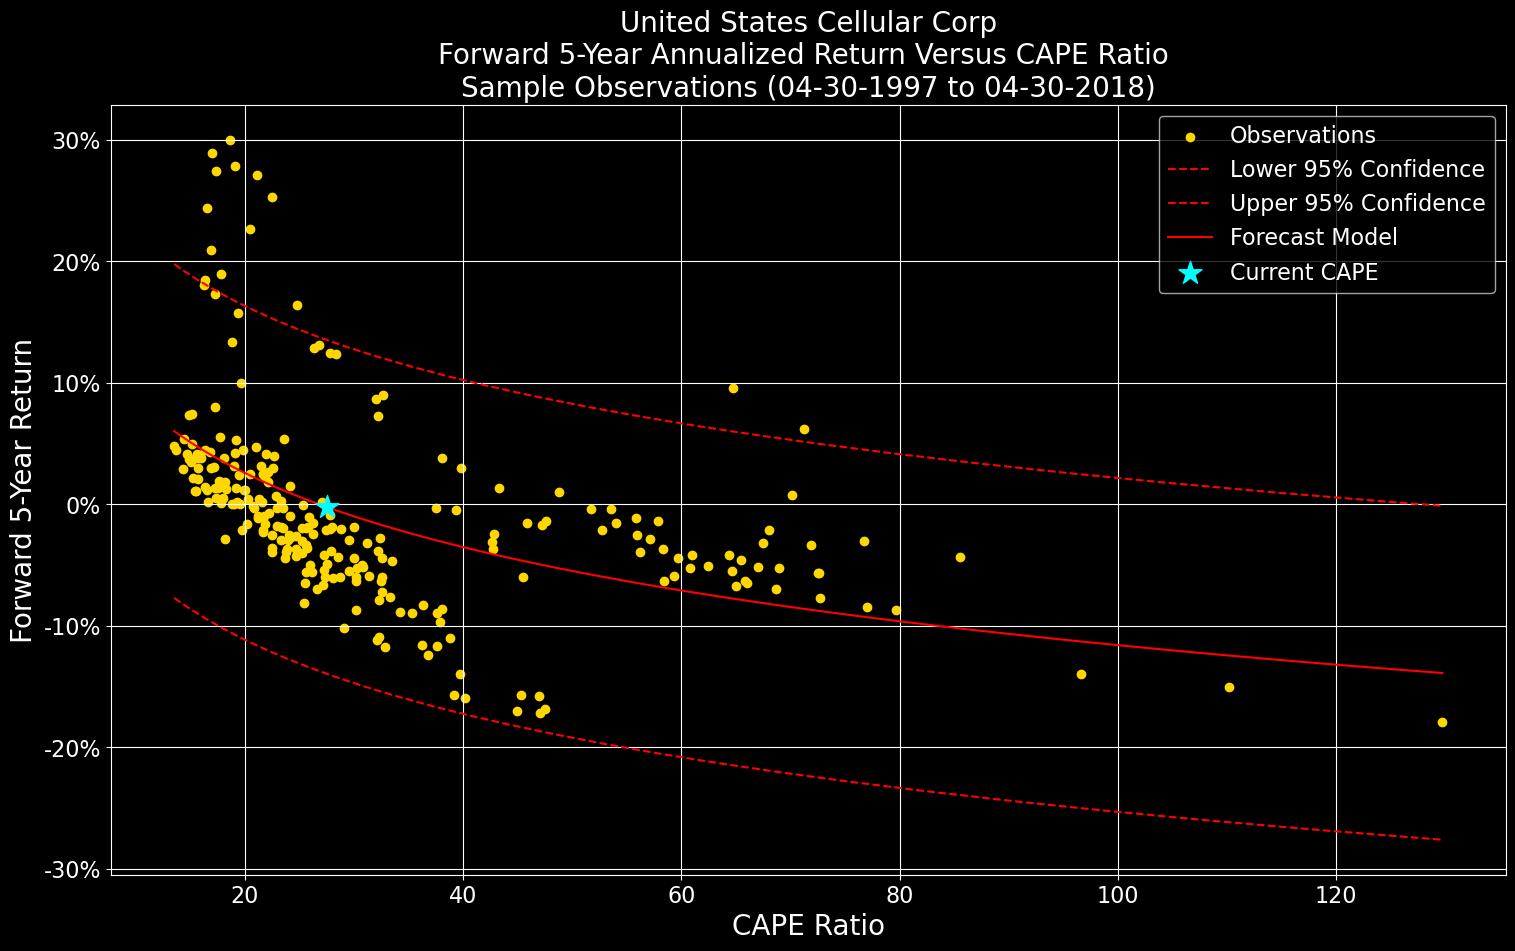 United States Cellular Corp
Forward 5-Year Annualized Return Versus CAPE Ratio
Sample Observations (04-30-1997 to 04-30-2018)
Observations
Lower 95% Confidence
Upper 95% Confidence
Forecast Model
Current CAPE
Forward 5-Year Return
30%
20%
10%
0%
-10%
-20%
-30%
20 40 60 80 100 120
CAPE Ratio